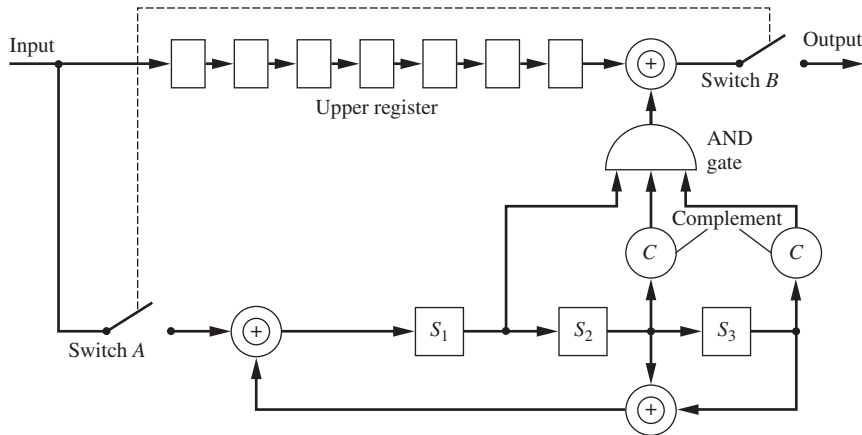 Input
Output
Switch B
Upper register
AND
gate
Complement
C
C
S1
S2
S3
Switch A